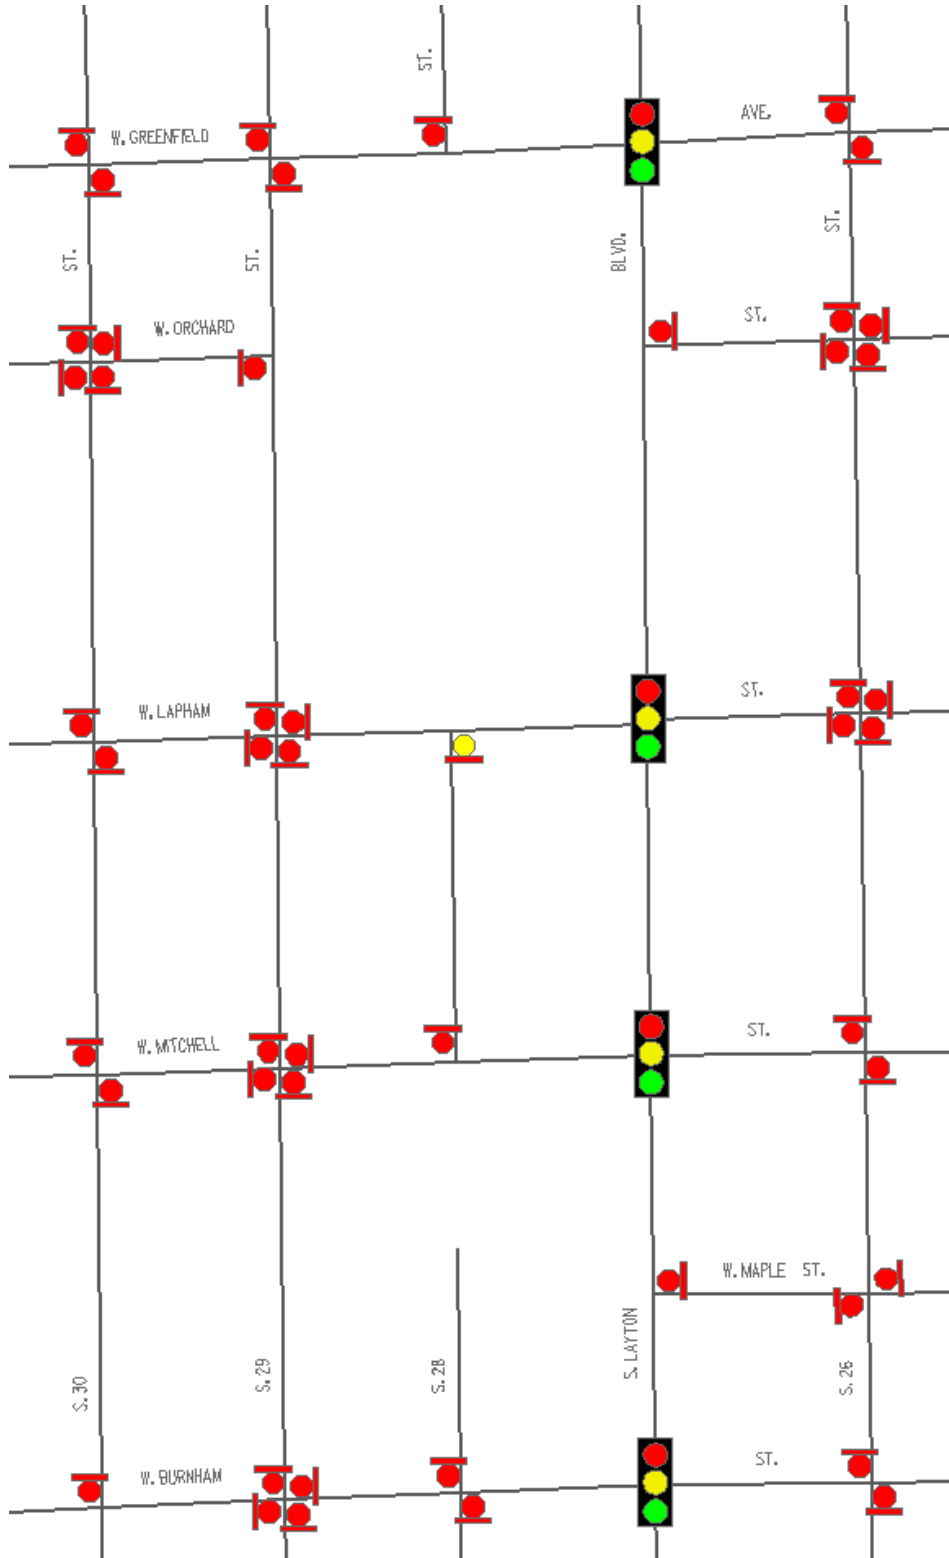 ST.
W. GREENFIELD
AVE.
ST.
ST.
BLVD.
ST.
W. ORCHARD
ST.
W. LAPHAM
ST.
W. MITCHELL
ST.
W. MAPLE ST.
S. 30
S. 29
S. 28
S. LAYTON
S. 26
W. BURNHAM
ST.